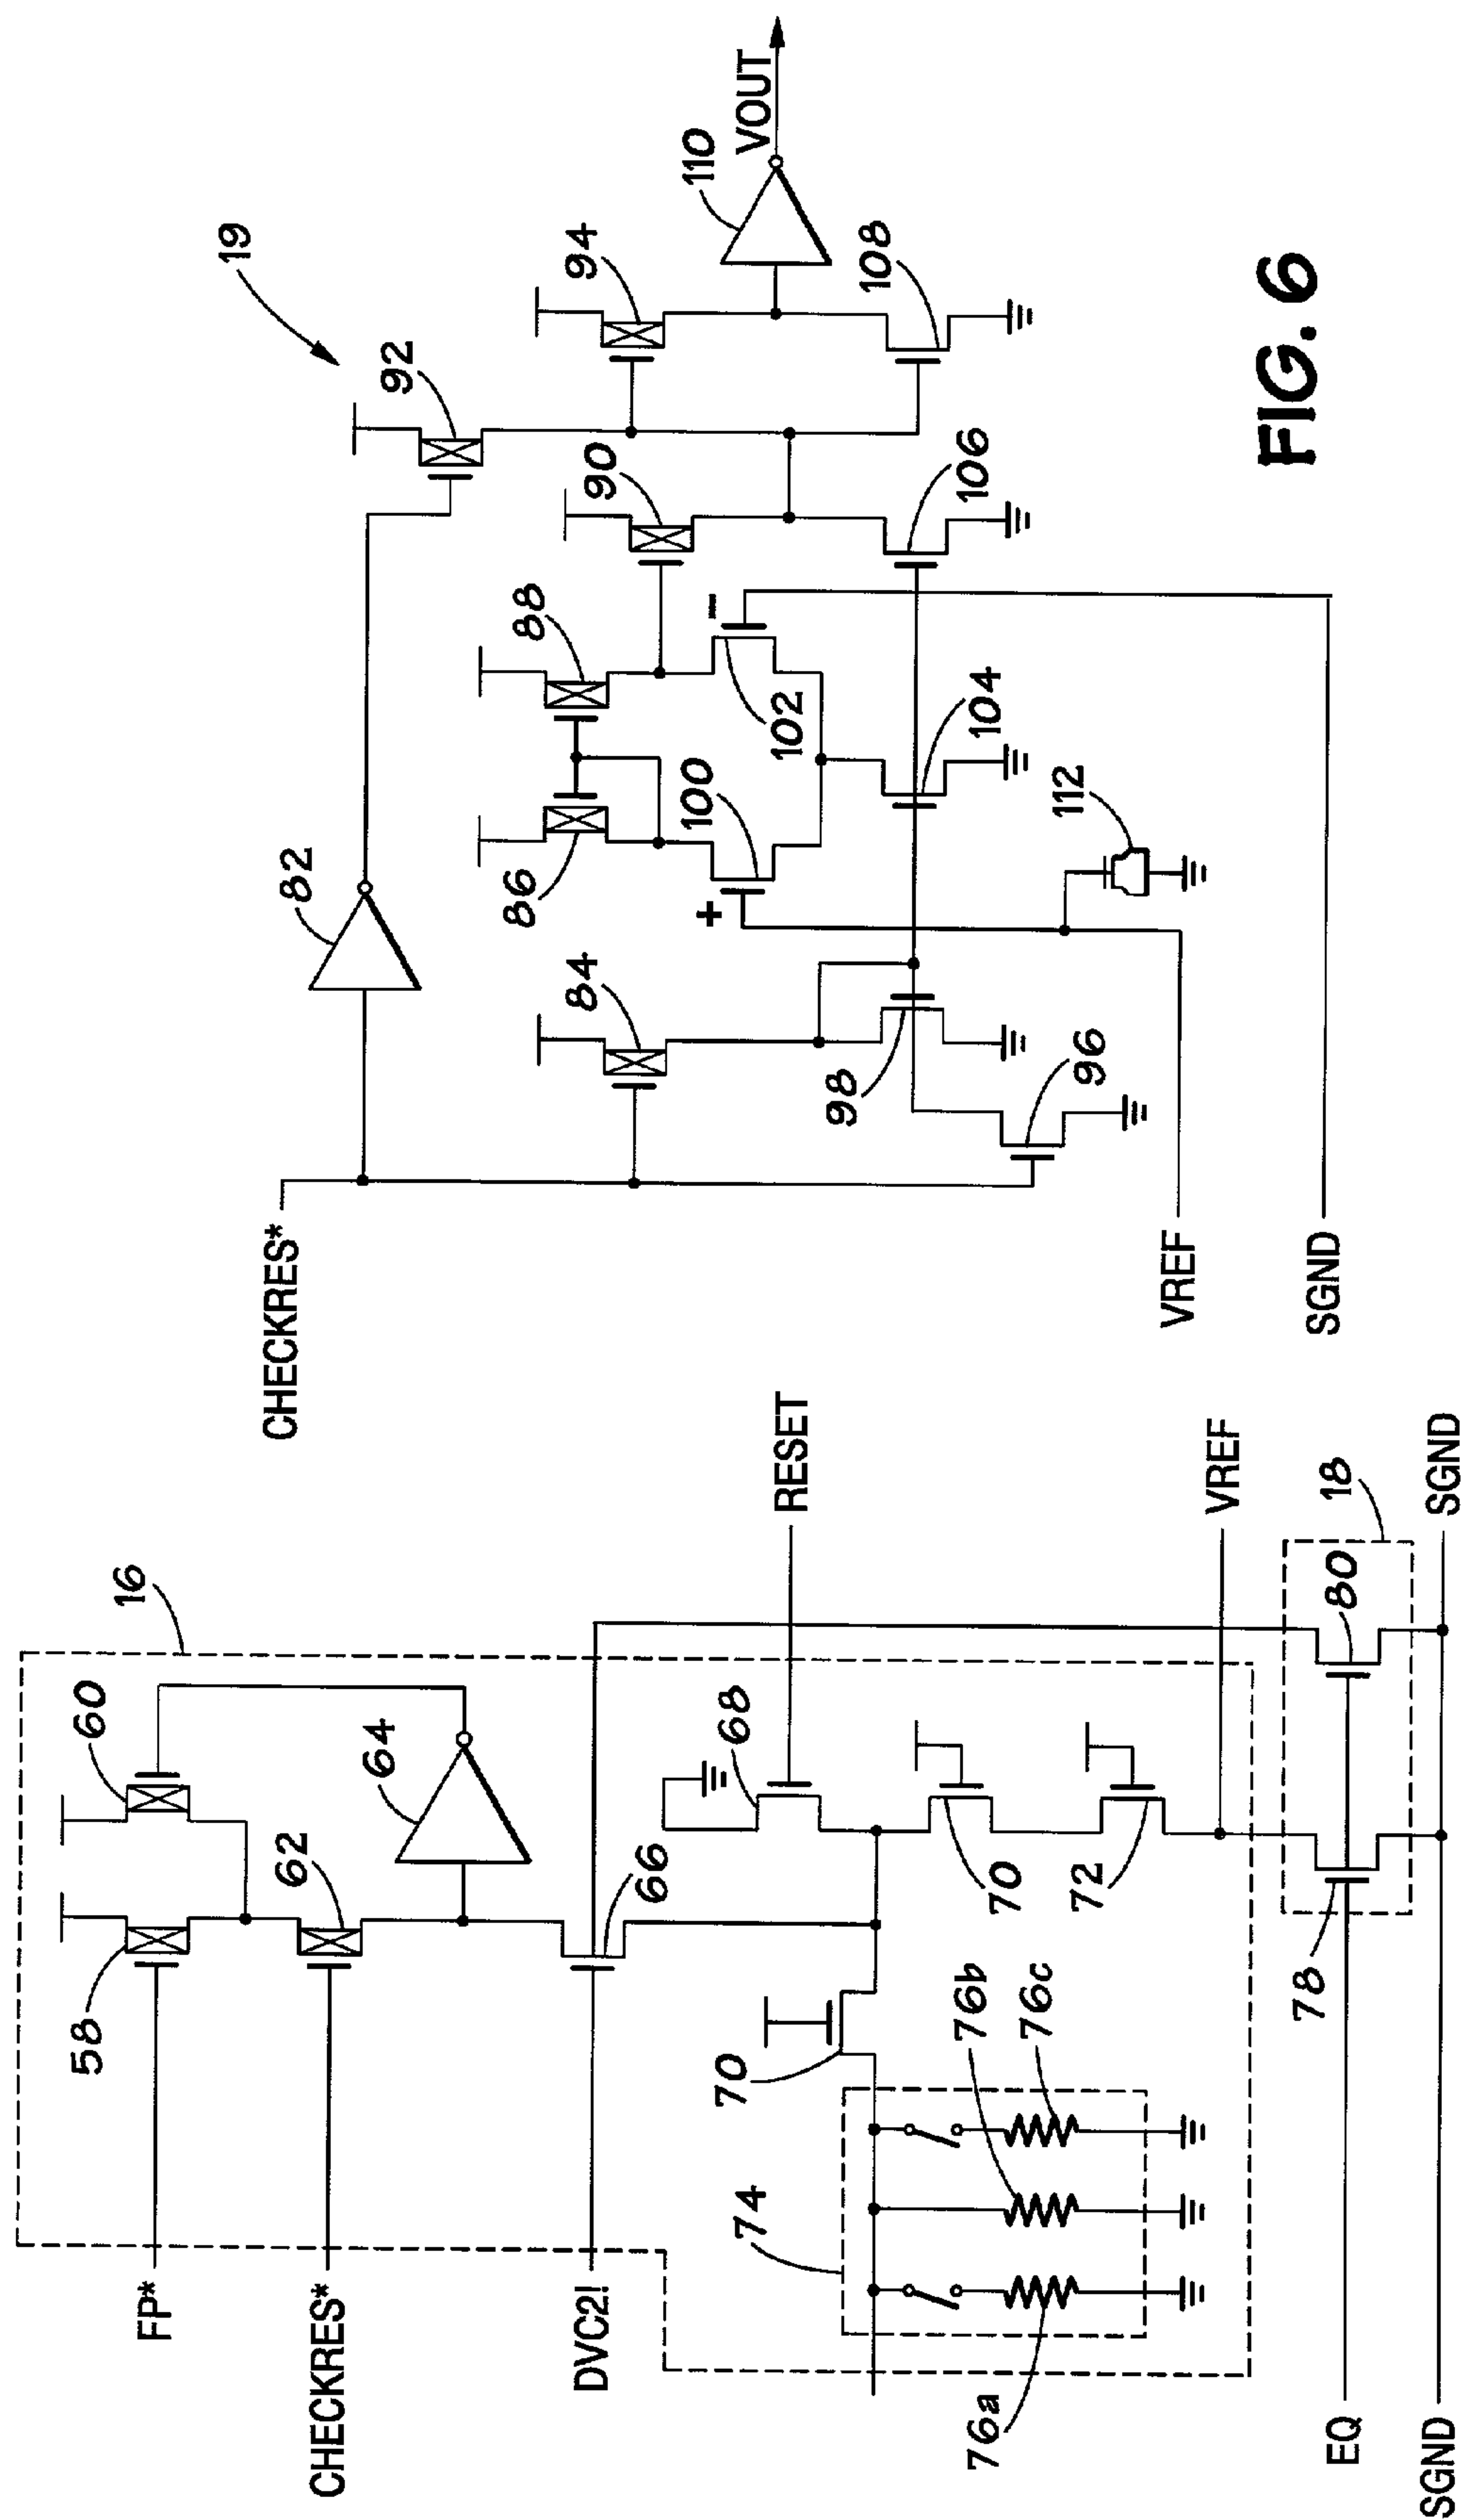 16
60
58
62
64
66
68
70
72
70
74
76a
76b
76c
78
80
18
FP*
CHECKRES*
DVC2!
EQ
SGND
RESET
VREF
SGND
19
CHECKRES*
82
84
86
88
90
92
94
96
98
100
102
104
106
108
110
112
+
−
VOUT
VREF
SGND
FIG. 6